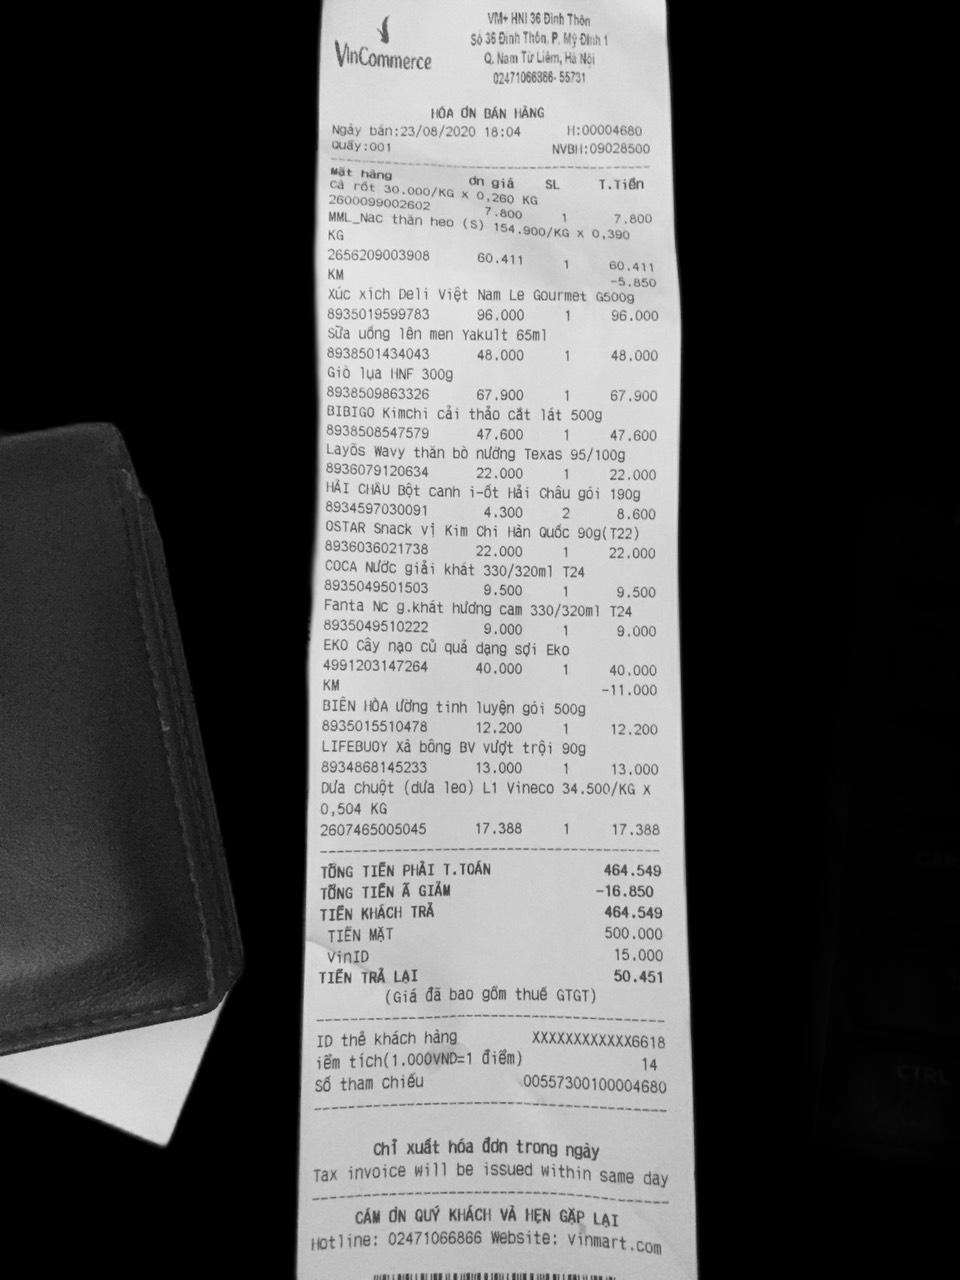 VinCommerce
VM+ HNI 36 Đình Thôn
Số 36 Đình Thôn, P. Mỹ Đình 1
Q. Nam Từ Liêm, Hà Nội
02471066866- 55731
HÓA ƠN BÁN HÀNG
Ngày bán:23/08/2020 18:04 H:00004680
Quầy:001 NVBH:09028500
Mặt hàng ơn giá SL T.Tiền
Cà rốt 30.000/KG X 0,260 KG
2600099002602 7.800 1 7.800
MML_Nạc thăn heo (S) 154.900/KG x 0,390
KG
2656209003908 60.411 1 60.411
KM -5.850
Xúc xích Deli Việt Nam Le Gourmet G500g
8935019599783 96.000 1 96.000
Sữa uống lên men Yakult 65ml
8938501434043 48.000 1 48.000
Giò lụa HNF 300g
8938509863326 67.900 1 67.900
BIBIGO Kimchi cải thảo cắt lát 500g
8938508547579 47.600 1 47.600
Layõs Wavy thăn bò nướng Texas 95/100g
8936079120634 22.000 1 22.000
HẢI CHÂU Bột canh i-ốt Hải Châu gói 190g
8934597030091 4.300 2 8.600
OSTAR Snack vị Kim Chi Hàn Quốc 90g(T22)
8936036021738 22.000 1 22.000
COCA Nước giải khát 330/320ml T24
8935049501503 9.500 1 9.500
Fanta Nc g.khát hương cam 330/320ml T24
8935049510222 9.000 1 9.000
EKO Cây nạo củ quả dạng sợi Eko
4991203147264 40.000 1 40.000
KM -11.000
BIÊN HÒA ường tinh luyện gói 500g
8935015510478 12.200 1 12.200
LIFEBUOY Xà bông BV vượt trội 90g
8934868145233 13.000 1 13.000
Dưa chuột (dưa leo) L1 Vineco 34.500/KG x
0,504 KG
2607465005045 17.388 1 17.388
TỔNG TIỀN PHẢI T.TOÁN 464.549
TỔNG TIỀN Ã GIẢM -16.850
TIỀN KHÁCH TRẢ 464.549
TIỀN MẶT 500.000
VinID 15.000
TIỀN TRẢ LẠI 50.451
(Giá đã bao gồm thuế GTGT)
ID thẻ khách hàng XXXXXXXXXXXX6618
iểm tích(1.000VND=1 điểm) 14
Số tham chiếu 00557300100004680
Chỉ xuất hóa đơn trong ngày
Tax invoice will be issued within same day
CẢM ƠN QUÝ KHÁCH VÀ HẸN GẶP LẠI
Hotline: 02471066866 Website: Vinmart.com
CTRL